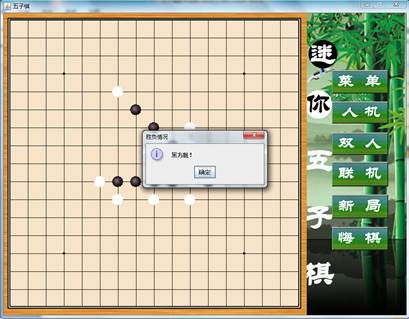 五子棋
迷
你
五
子
棋
菜 单
人 机
双 人
联 机
新 局
悔 棋
胜负情况
黑方胜！
确定